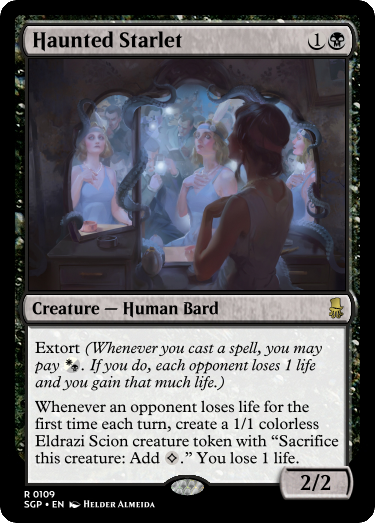 Haunted Starlet 1
Creature — Human Bard
Extort (Whenever you cast a spell, you may
pay . If you do, each opponent loses 1 life
and you gain that much life.)
Whenever an opponent loses life for the
first time each turn, create a 1/1 colorless
Eldrazi Scion creature token with “Sacrifice
this creature: Add .” You lose 1 life.
2/2
R 0109
SGP • EN Helder Almeida